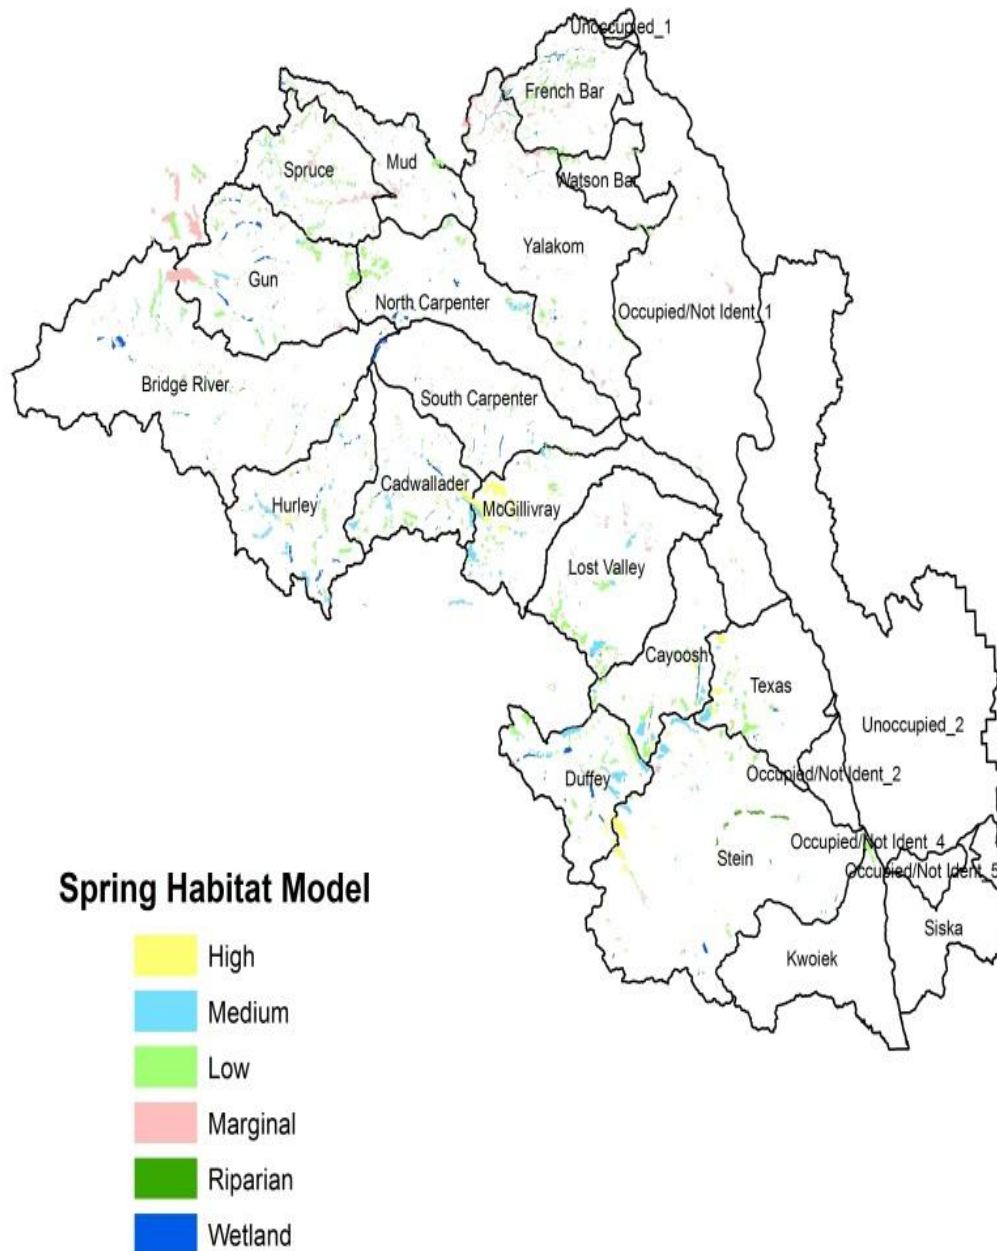 Unoccupied_1
French Bar
Mud
Spruce
Watson Bar
Yalakom
Gun
North Carpenter
Occupied/Not Ident_1
Bridge River
South Carpenter
Cadwallader
Hurley
McGillivray
Lost Valley
Cayoosh
Texas
Unoccupied_2
Duffey
Occupied/Not Ident_2
Occupied/Not Ident_4
Stein
Occupied/Not Ident_5
Siska
Kwoiek
Spring Habitat Model
High
Medium
Low
Marginal
Riparian
Wetland